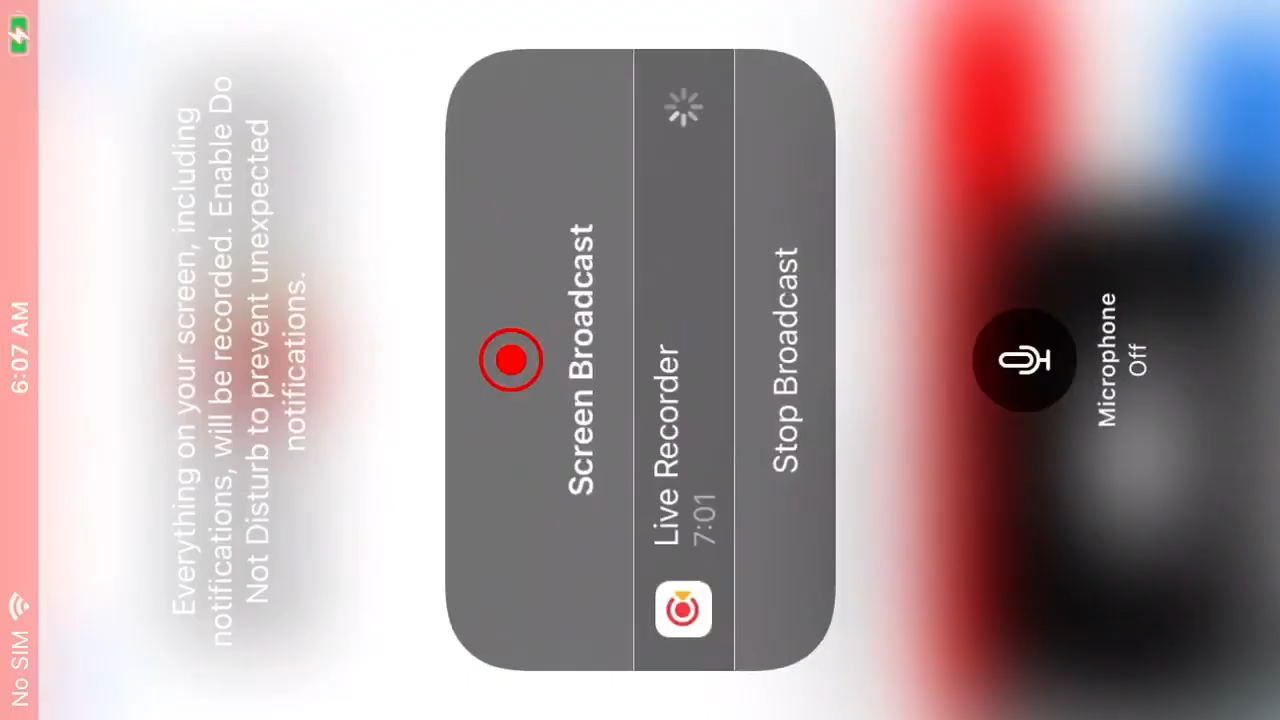 No SIM 6:07 AM
Everything on your screen, including
notifications, will be recorded. Enable Do
Not Disturb to prevent unexpected
notifications.
Screen Broadcast
Live Recorder
7:01
Stop Broadcast
Microphone
Off